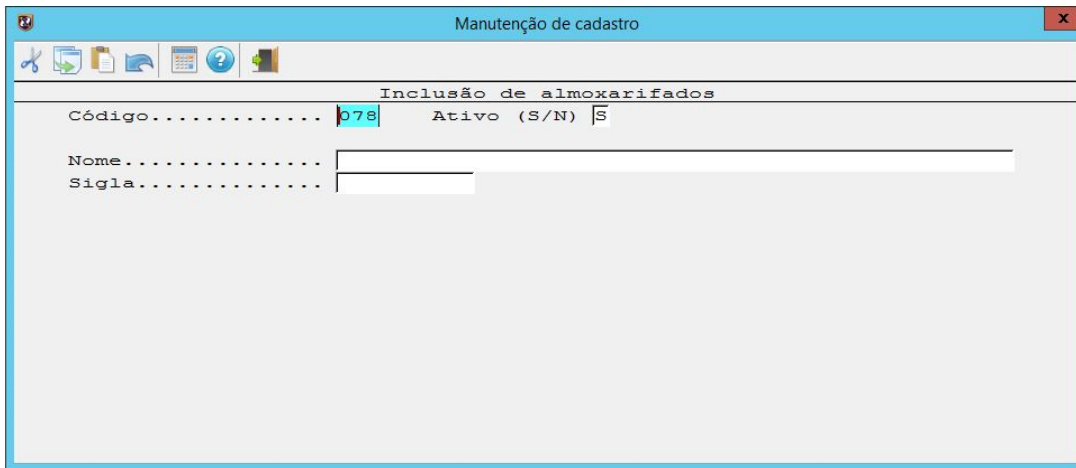 Manutenção de cadastro
x
Inclusão de almoxarifados
Código............. 078 Ativo (S/N) S
Nome............... 
Sigla..............